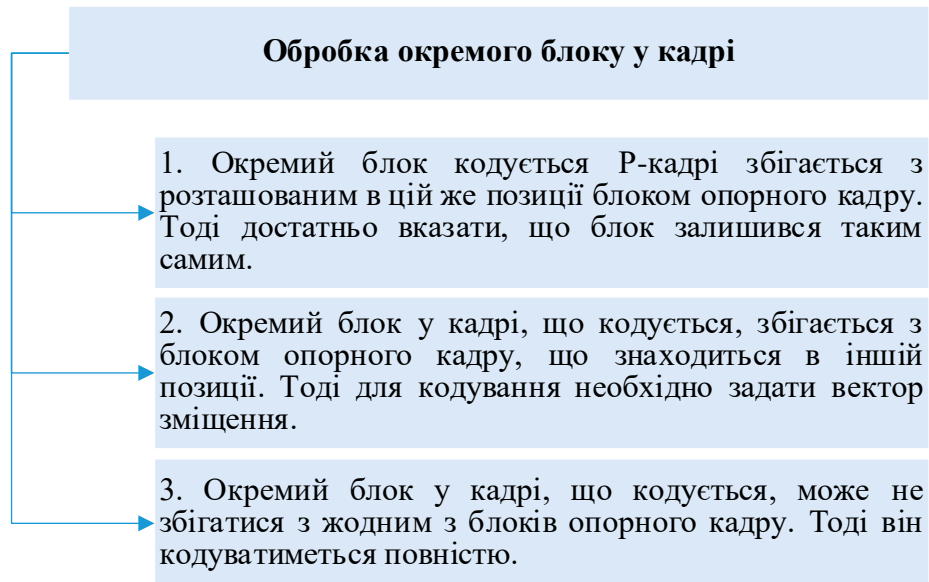 Обробка окремого блоку у кадрі
1. Окремий блок кодується P-кадрі збігається з
розташованим в цій же позиції блоком опорного кадру.
Тоді достатньо вказати, що блок залишився таким
самим.
2. Окремий блок у кадрі, що кодується, збігається з
блоком опорного кадру, що знаходиться в іншій
позиції. Тоді для кодування необхідно задати вектор
зміщення.
3. Окремий блок у кадрі, що кодується, може не
збігатися з жодним з блоків опорного кадру. Тоді він
кодуватиметься повністю.